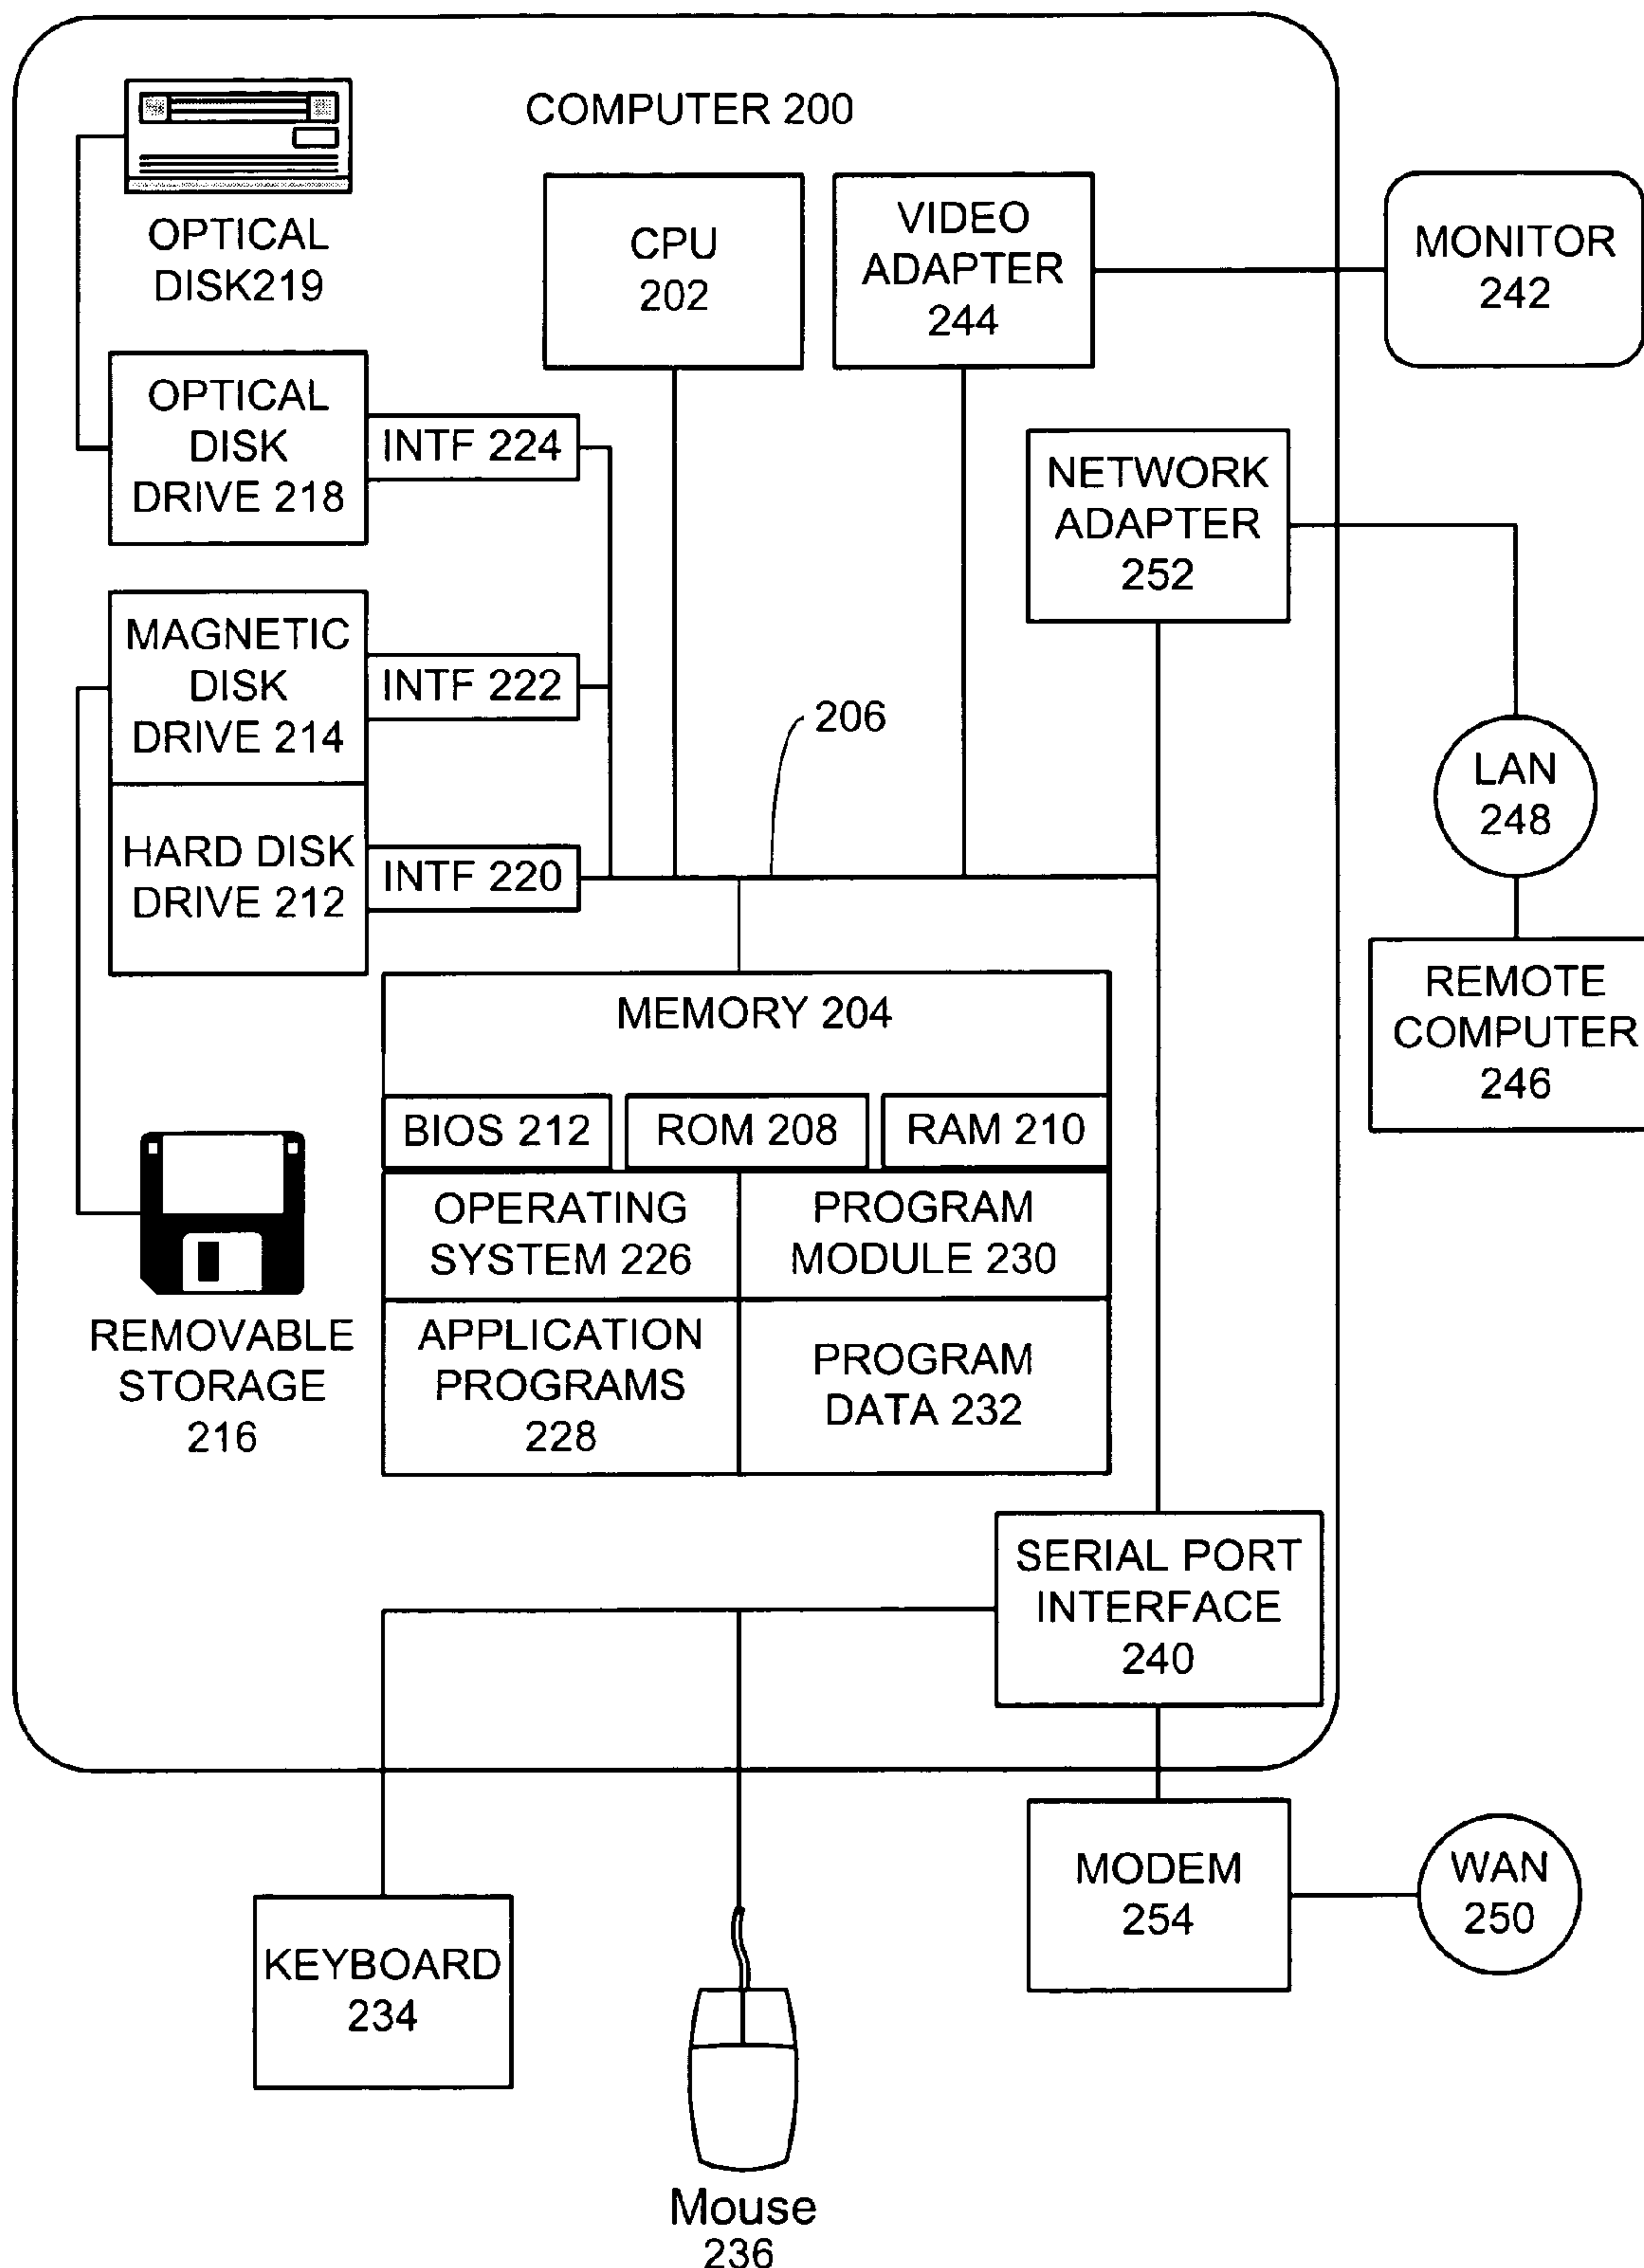 COMPUTER 200
OPTICAL
DISK219
CPU
202
VIDEO
ADAPTER
244
MONITOR
242
OPTICAL
DISK
DRIVE 218
INTF 224
NETWORK
ADAPTER
252
MAGNETIC
DISK
DRIVE 214
INTF 222
206
LAN
248
HARD DISK
DRIVE 212
INTF 220
REMOTE
COMPUTER
246
MEMORY 204
BIOS 212
ROM 208
RAM 210
OPERATING
SYSTEM 226
PROGRAM
MODULE 230
APPLICATION
PROGRAMS
228
PROGRAM
DATA 232
REMOVABLE
STORAGE
216
SERIAL PORT
INTERFACE
240
MODEM
254
WAN
250
KEYBOARD
234
Mouse
236